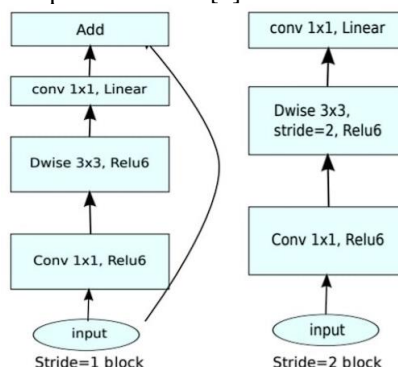 Add
conv 1x1, Linear
Dwise 3x3, Relu6
Conv 1x1, Relu6
input
Stride=1 block
conv 1x1, Linear
Dwise 3x3,
stride=2, Relu6
Conv 1x1, Relu6
input
Stride=2 block